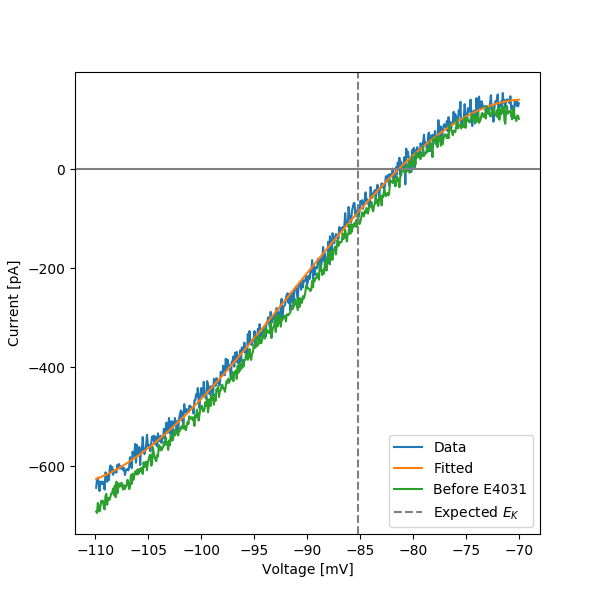 0
−200
−400
−600
Current [pA]
−110 −105 −100 −95 −90 −85 −80 −75 −70
Voltage [mV]
Data
Fitted
Before E4031
Expected E_K